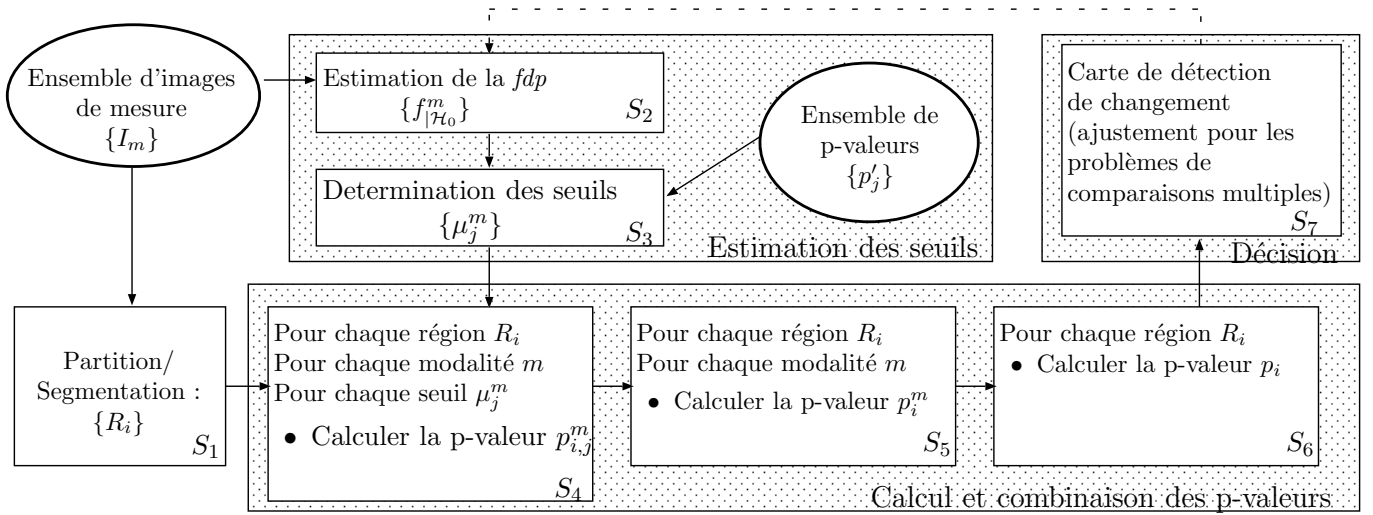 Ensemble d'images
de mesure
{I_m}
Estimation de la fdp
{f^m_{|H_0}}
S_2
Ensemble de
p-valeurs
{p'_j}
Determination des seuils
{μ^m_j}
S_3
Estimation des seuils
Carte de détection
de changement
(ajustement pour les
problèmes de
comparaisons multiples)
S_7
Décision
Partition/
Segmentation :
{R_i}
S_1
Pour chaque région R_i
Pour chaque modalité m
Pour chaque seuil μ^m_j
• Calculer la p-valeur p^m_{i,j}
S_4
Pour chaque région R_i
Pour chaque modalité m
• Calculer la p-valeur p^m_i
S_5
Pour chaque région R_i
• Calculer la p-valeur p_i
S_6
Calcul et combinaison des p-valeurs